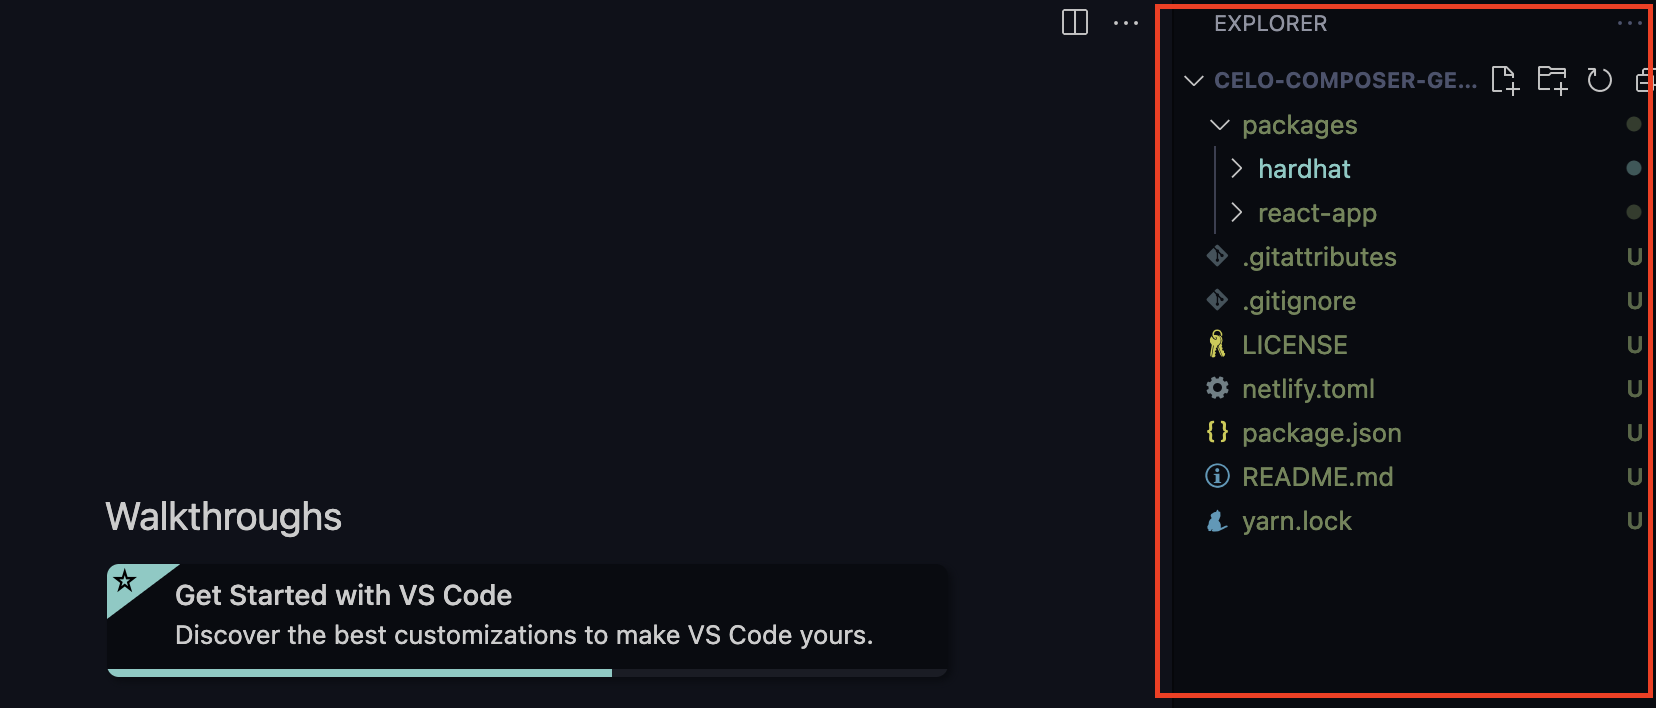 EXPLORER
CELO-COMPOSER-GE...
packages
hardhat
react-app
.gitattributes U
.gitignore U
LICENSE U
netlify.toml U
package.json U
README.md U
yarn.lock U
Walkthroughs
Get Started with VS Code
Discover the best customizations to make VS Code yours.